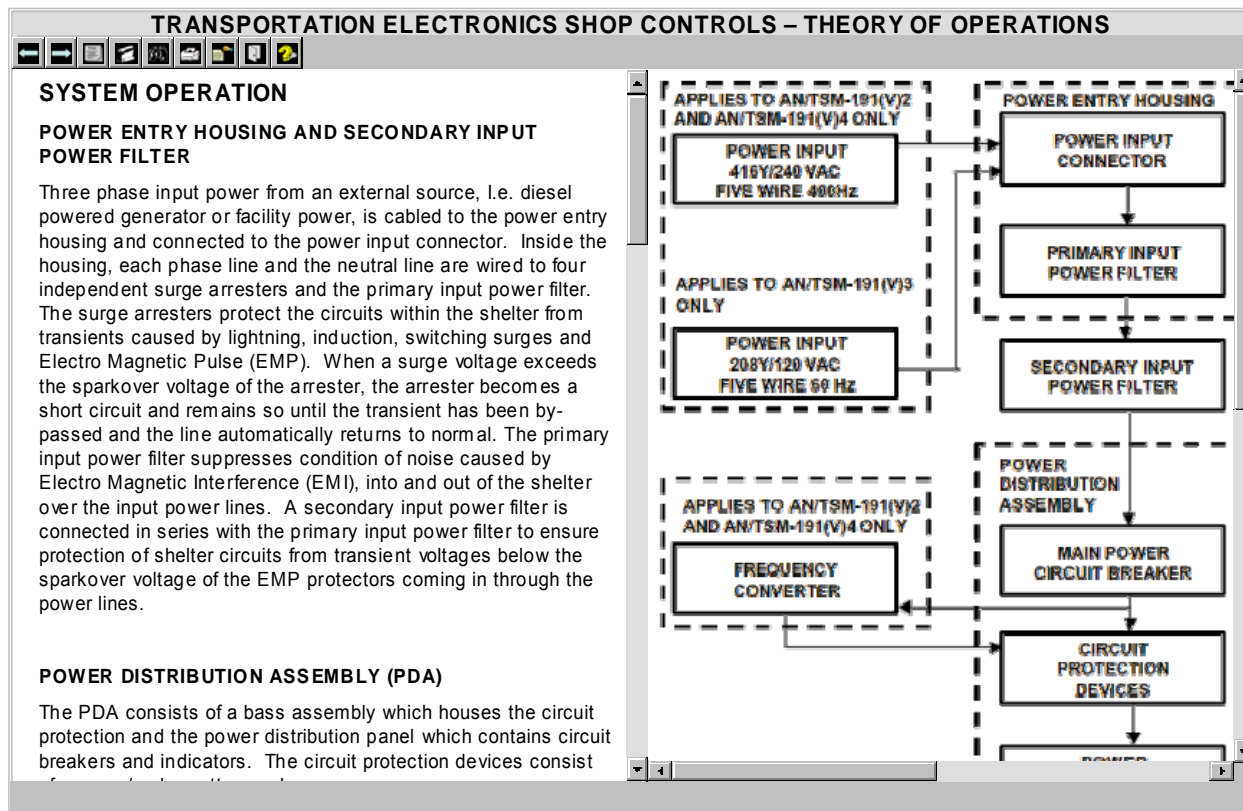 TRANSPORTATION ELECTRONICS SHOP CONTROLS – THEORY OF OPERATIONS
SYSTEM OPERATION
POWER ENTRY HOUSING AND SECONDARY INPUT
POWER FILTER
Three phase input power from an external source, I.e. diesel
powered generator or facility power, is cabled to the power entry
housing and connected to the power input connector. Inside the
housing, each phase line and the neutral line are wired to four
independent surge arresters and the primary input power filter.
The surge arresters protect the circuits within the shelter from
transients caused by lightning, induction, switching surges and
Electro Magnetic Pulse (EMP). When a surge voltage exceeds
the sparkover voltage of the arrester, the arrester becomes a
short circuit and remains so until the transient has been by-
passed and the line automatically returns to normal. The primary
input power filter suppresses condition of noise caused by
Electro Magnetic Interference (EMI), into and out of the shelter
over the input power lines. A secondary input power filter is
connected in series with the primary input power filter to ensure
protection of shelter circuits from transient voltages below the
sparkover voltage of the EMP protectors coming in through the
power lines.
POWER DISTRIBUTION ASSEMBLY (PDA)
The PDA consists of a bass assembly which houses the circuit
protection and the power distribution panel which contains circuit
breakers and indicators. The circuit protection devices consist
APPLIES TO AN/TSM-191(V)2
AND AN/TSM-191(V)4 ONLY
POWER INPUT
416Y/240 VAC
FIVE WIRE 400Hz
APPLIES TO AN/TSM-191(V)3
ONLY
POWER INPUT
208Y/120 VAC
FIVE WIRE 60 Hz
POWER ENTRY HOUSING
POWER INPUT
CONNECTOR
PRIMARY INPUT
POWER FILTER
SECONDARY INPUT
POWER FILTER
APPLIES TO AN/TSM-191(V)2
AND AN/TSM-191(V)4 ONLY
FREQUENCY
CONVERTER
POWER
DISTRIBUTION
ASSEMBLY
MAIN POWER
CIRCUIT BREAKER
CIRCUIT
PROTECTION
DEVICES
POWER